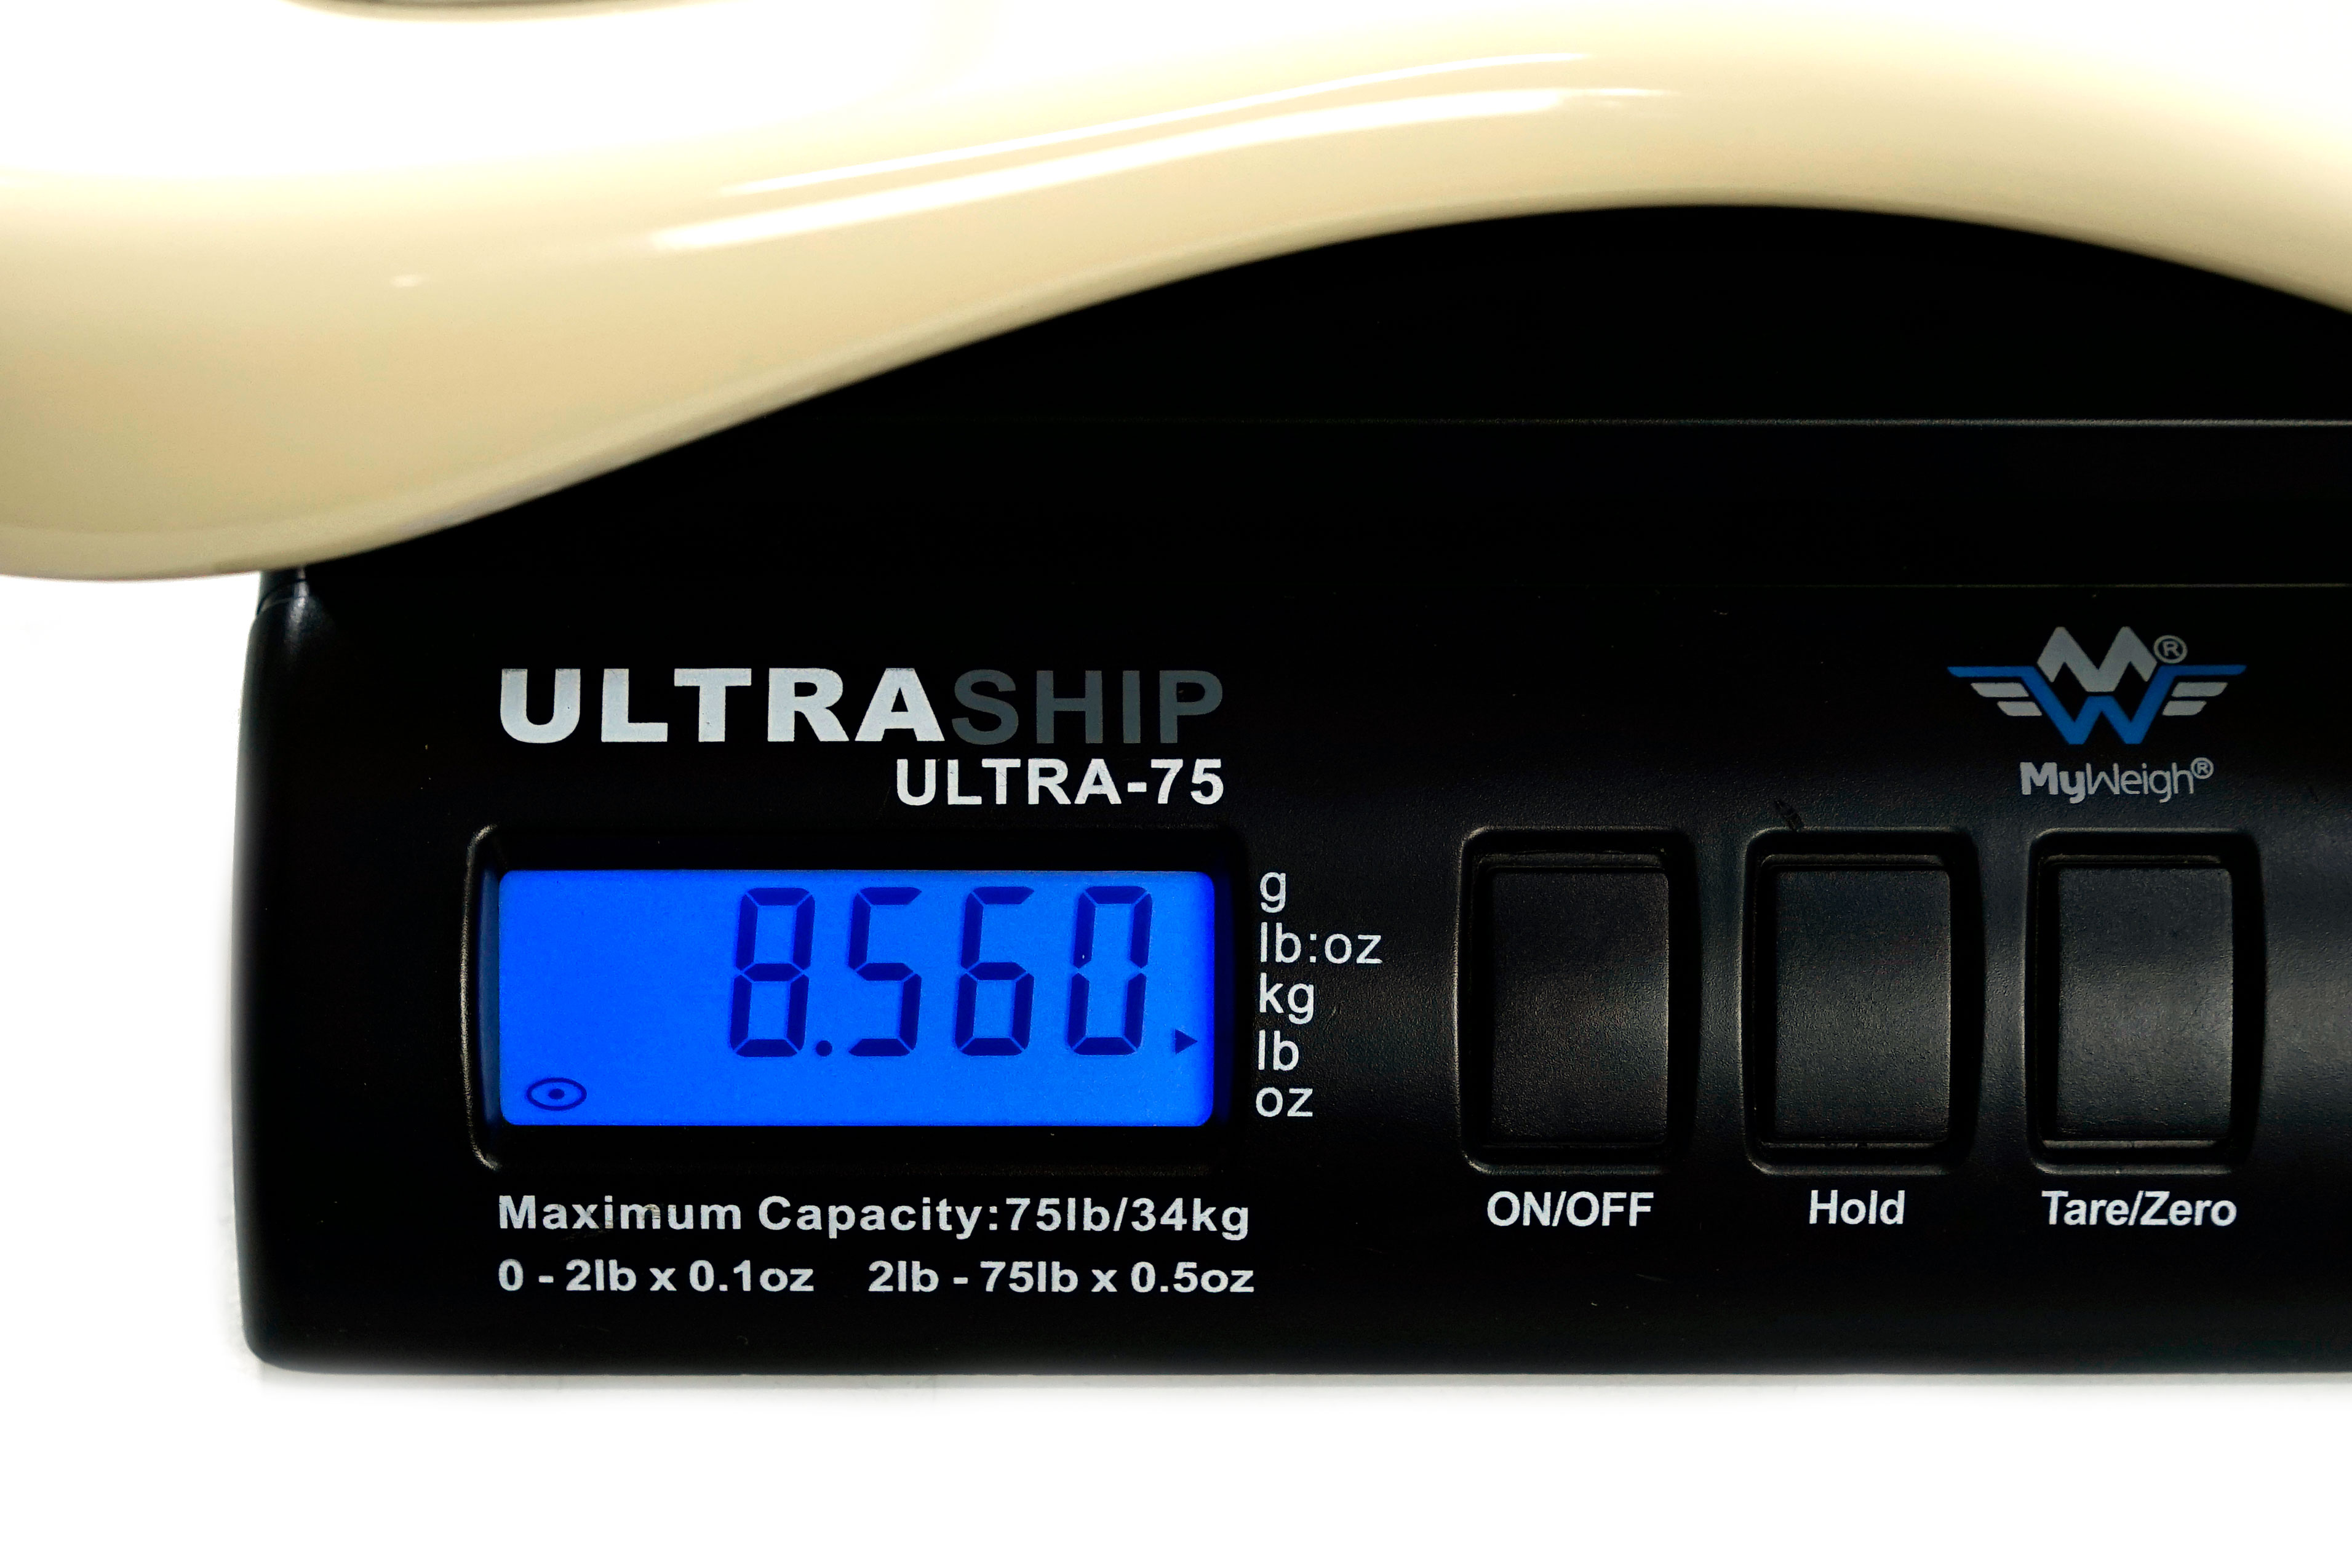 ULTRASHIP
ULTRA-75
MW®
MyWeigh®
8.560
g
lb:oz
kg
lb
oz
Maximum Capacity:75lb/34kg
0 - 2lb x 0.1oz 2lb - 75lb x 0.5oz
ON/OFF
Hold
Tare/Zero